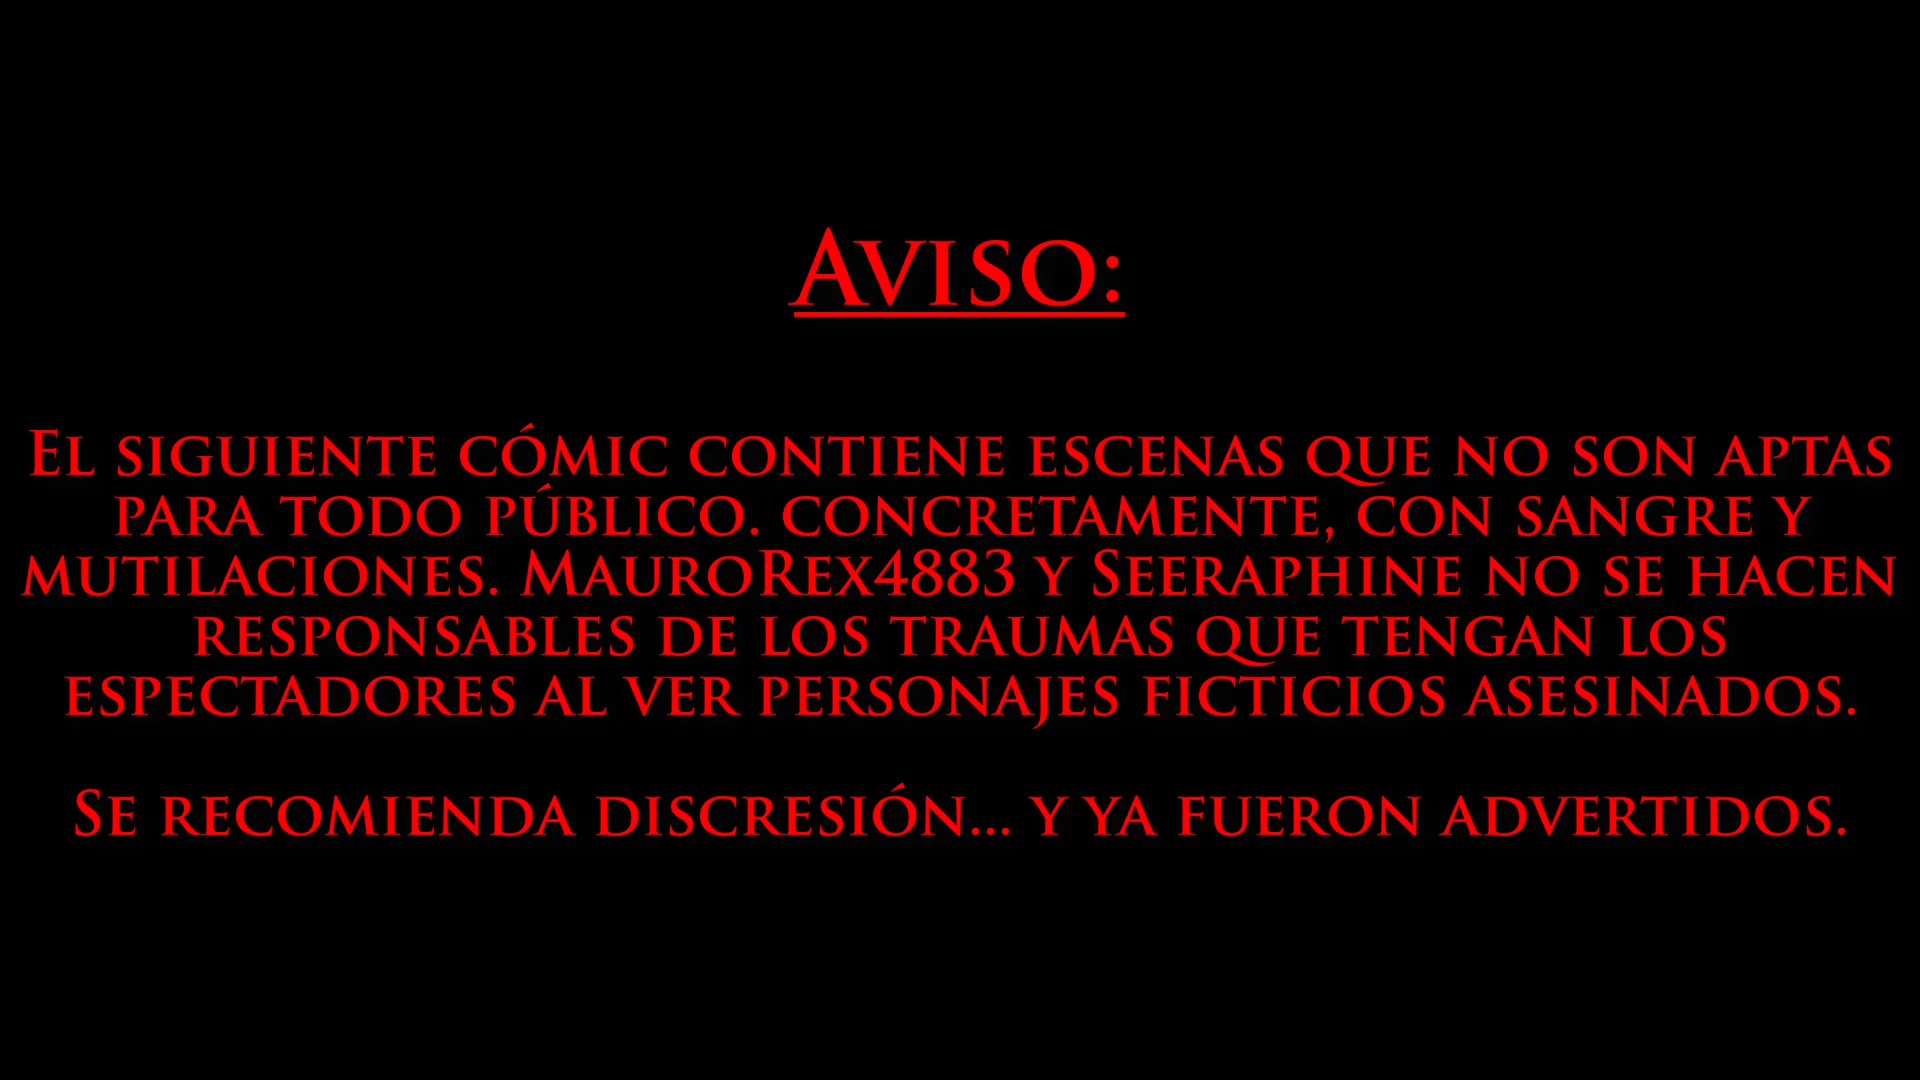 Aviso:
El siguiente cómic contiene escenas que no son aptas
para todo público. concretamente, con sangre y
mutilaciones. MauroRex4883 y Seeraphine no se hacen
responsables de los traumas que tengan los
espectadores al ver personajes ficticios asesinados.
Se recomienda discresión... y ya fueron advertidos.